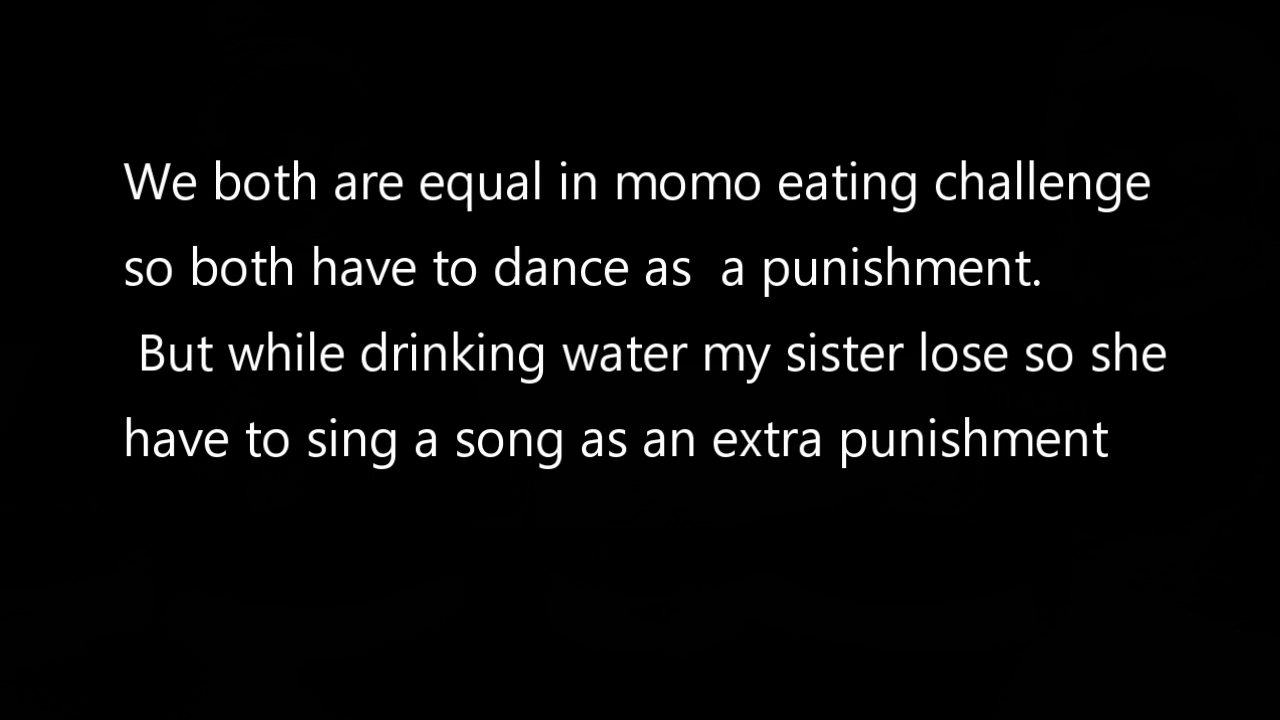 We both are equal in momo eating challenge
so both have to dance as  a punishment.
But while drinking water my sister lose so she
have to sing a song as an extra punishment